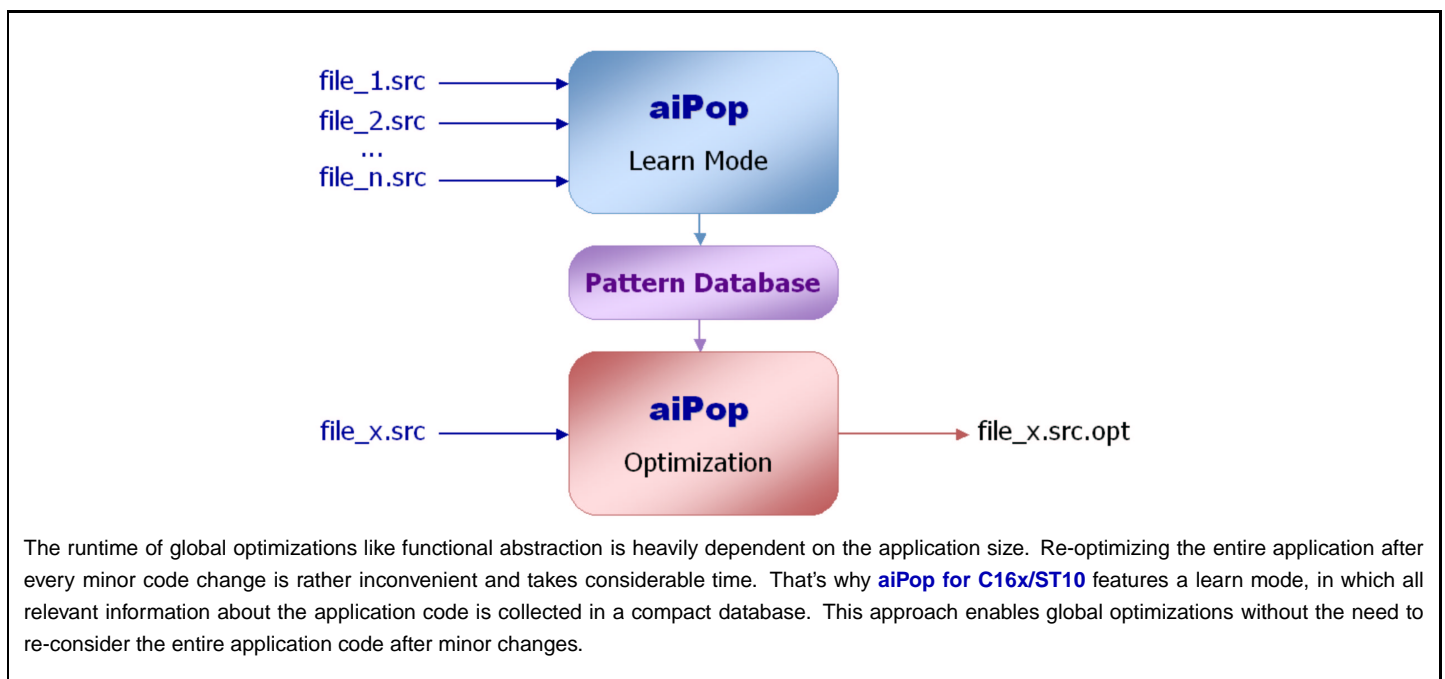 file_1.src
file_2.src
...
file_n.src
aiPop
Learn Mode
Pattern Database
file_x.src
aiPop
Optimization
file_x.src.opt
The runtime of global optimizations like functional abstraction is heavily dependent on the application size. Re-optimizing the entire application after
every minor code change is rather inconvenient and takes considerable time. That's why aiPop for C16x/ST10 features a learn mode, in which all
relevant information about the application code is collected in a compact database. This approach enables global optimizations without the need to
re-consider the entire application code after minor changes.